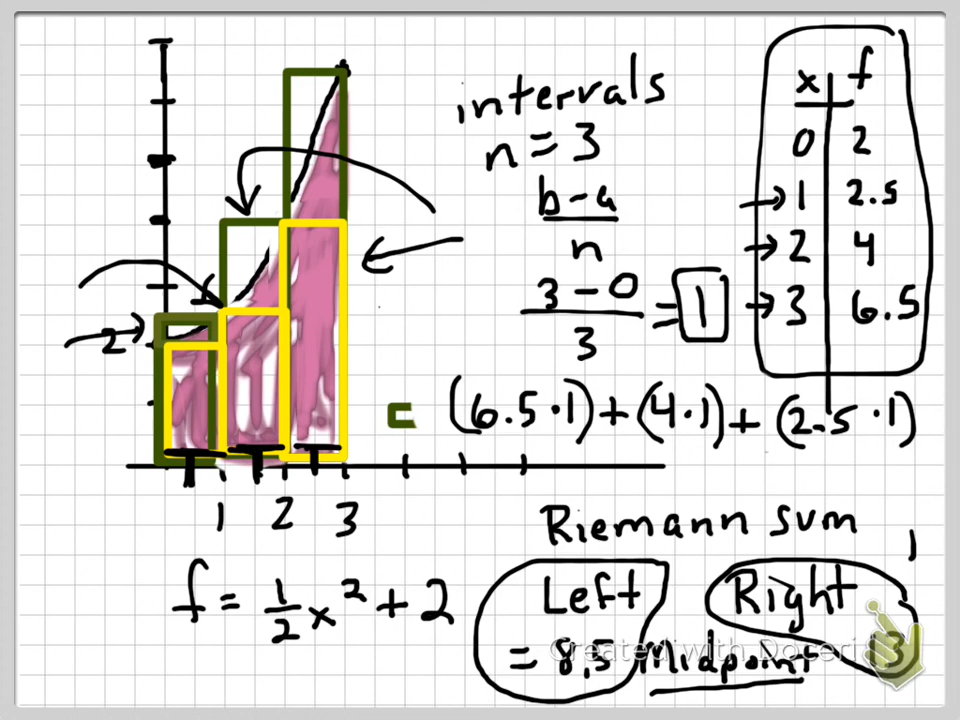 intervals
n = 3
b-a
n
3-0
3
= 1
x f
0 2
1 2.5
2 4
3 6.5
2
= (6.5·1)+(4·1)+(2.5·1)
1 2 3
Riemann sum
f = 1/2 x² + 2
Left Right
= 8.5 Midpoint 13
Created with Doceri